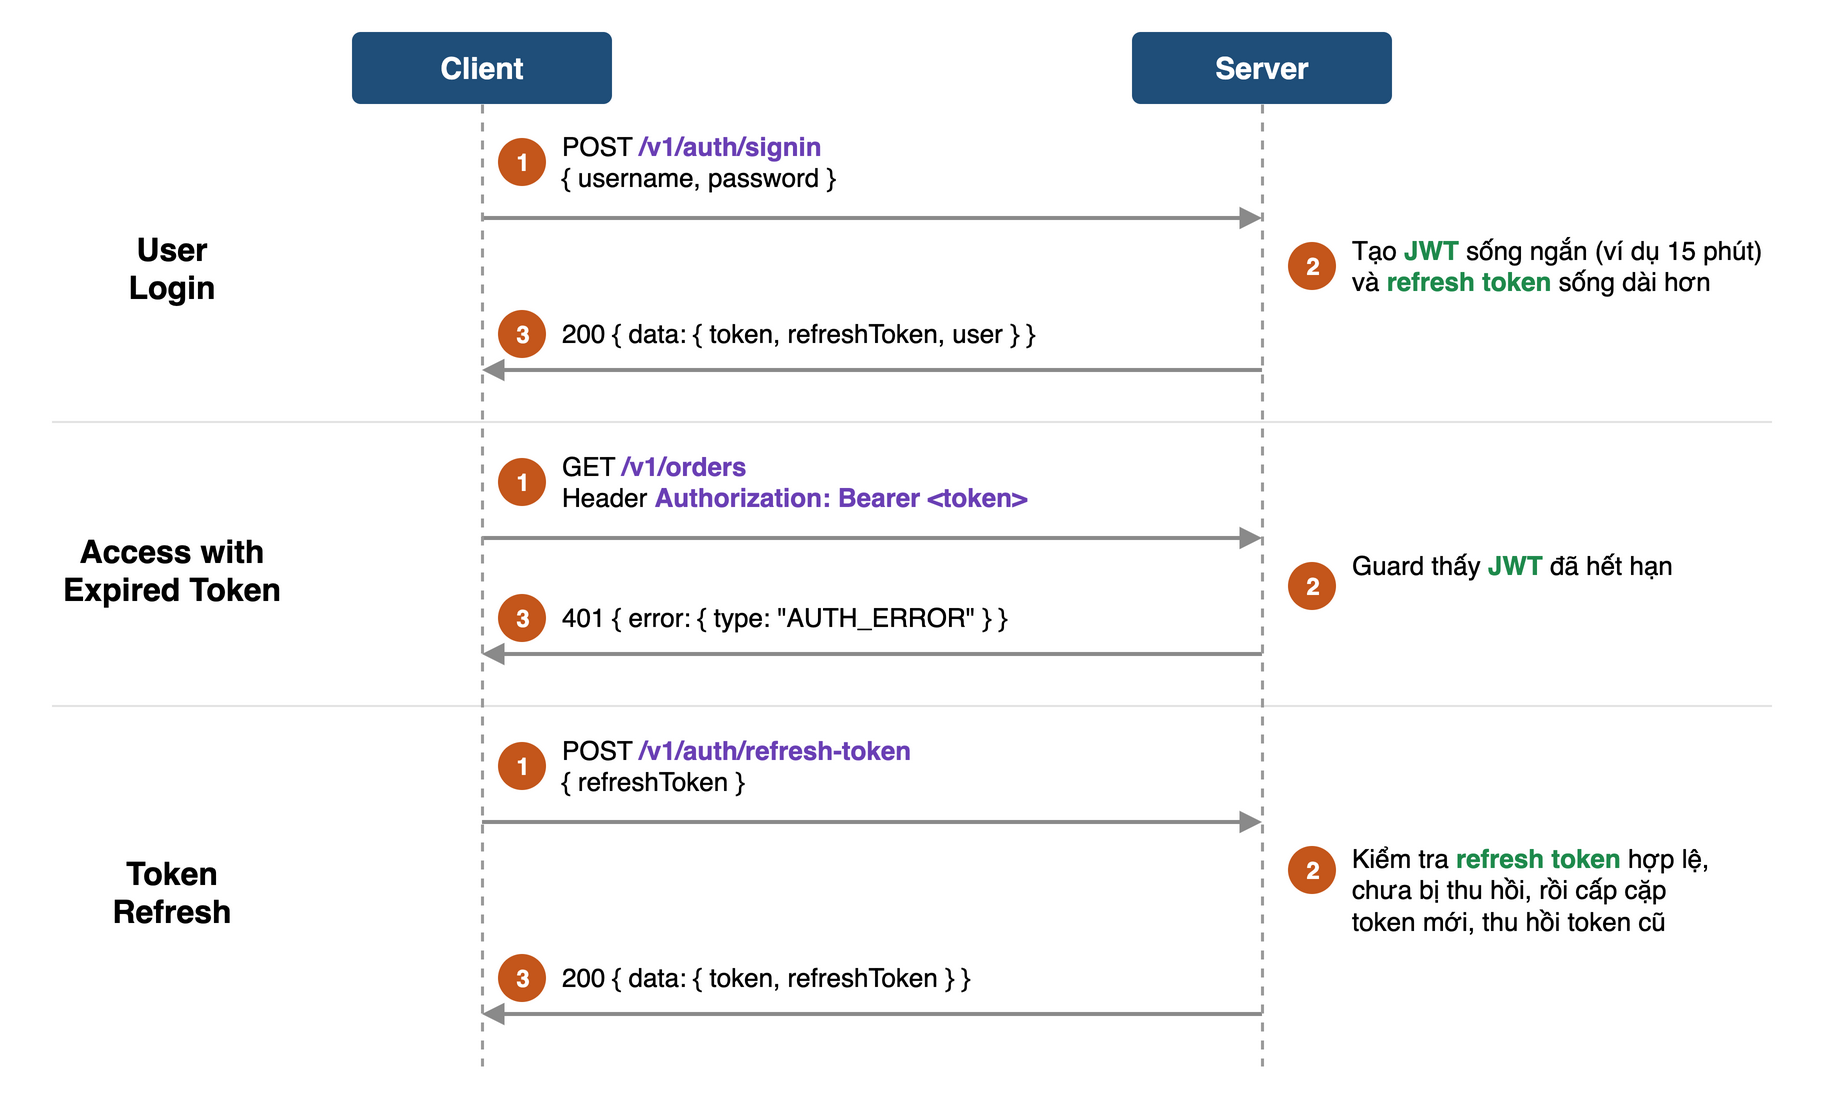 Client
Server
1
POST /v1/auth/signin
{ username, password }
User
Login
2
Tạo JWT sống ngắn (ví dụ 15 phút)
và refresh token sống dài hơn
3
200 { data: { token, refreshToken, user } }
1
GET /v1/orders
Header Authorization: Bearer <token>
Access with
Expired Token
2
Guard thấy JWT đã hết hạn
3
401 { error: { type: "AUTH_ERROR" } }
1
POST /v1/auth/refresh-token
{ refreshToken }
Token
Refresh
2
Kiểm tra refresh token hợp lệ,
chưa bị thu hồi, rồi cấp cặp
token mới, thu hồi token cũ
3
200 { data: { token, refreshToken } }